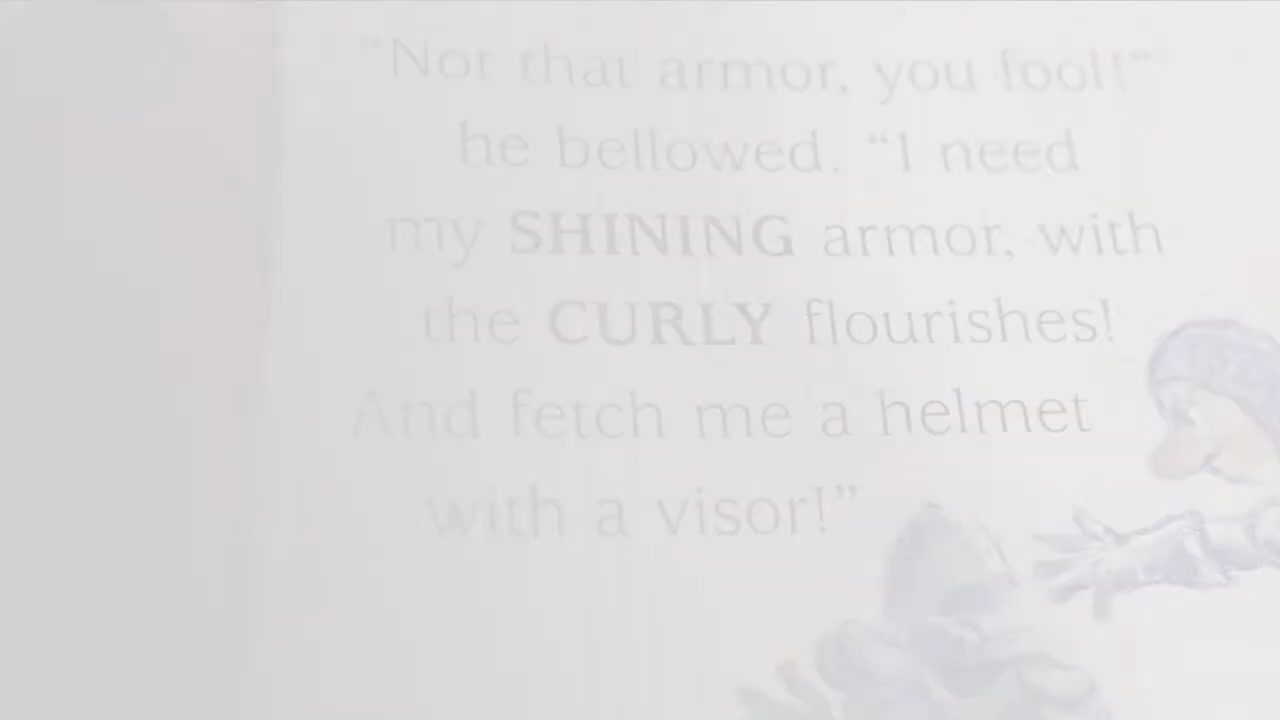 “Not that armor, you fool!”
he bellowed. “I need
my SHINING armor, with
the CURLY flourishes!
And fetch me a helmet
with a visor!”